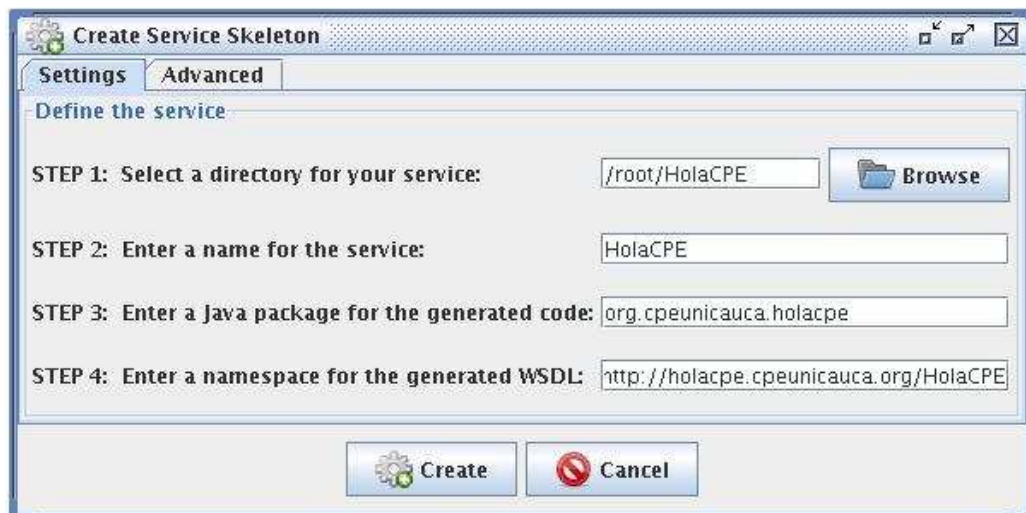 Create Service Skeleton
Settings Advanced
Define the service
STEP 1: Select a directory for your service: /root/HolaCPE Browse
STEP 2: Enter a name for the service: HolaCPE
STEP 3: Enter a Java package for the generated code: org.cpeunicauca.holacpe
STEP 4: Enter a namespace for the generated WSDL: http://holacpe.cpeunicauca.org/HolaCPE
Create Cancel